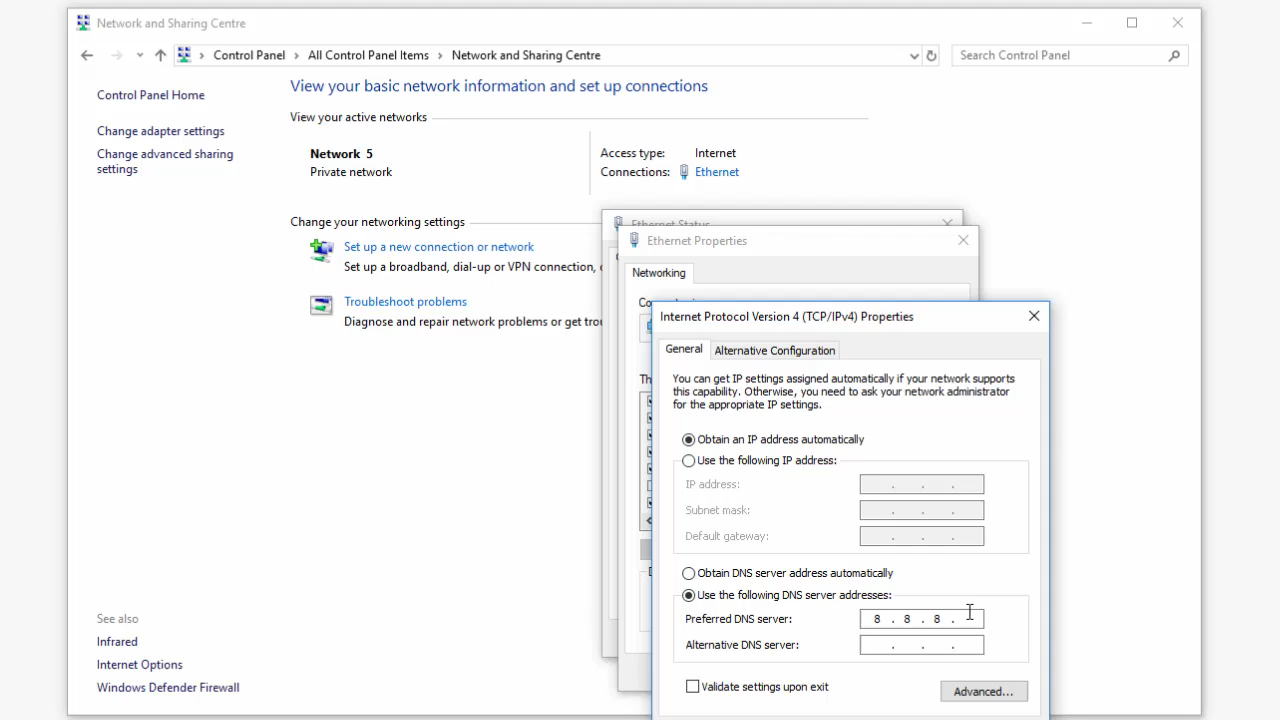 Network and Sharing Centre
Control Panel > All Control Panel Items > Network and Sharing Centre
Search Control Panel
Control Panel Home
Change adapter settings
Change advanced sharing
settings
View your basic network information and set up connections
View your active networks
Network 5
Private network
Access type: Internet
Connections: Ethernet
Change your networking settings
Set up a new connection or network
Set up a broadband, dial-up or VPN connection,
Troubleshoot problems
Diagnose and repair network problems or get
Ethernet Status
Ethernet Properties
Networking
Internet Protocol Version 4 (TCP/IPv4) Properties
General
Alternative Configuration
You can get IP settings assigned automatically if your network supports
this capability. Otherwise, you need to ask your network administrator
for the appropriate IP settings.
Obtain an IP address automatically
Use the following IP address:
IP address: . . .
Subnet mask: . . .
Default gateway: . . .
Obtain DNS server address automatically
Use the following DNS server addresses:
Preferred DNS server: 8 . 8 . 8 .
Alternative DNS server: . . .
Validate settings upon exit
Advanced...
See also
Infrared
Internet Options
Windows Defender Firewall